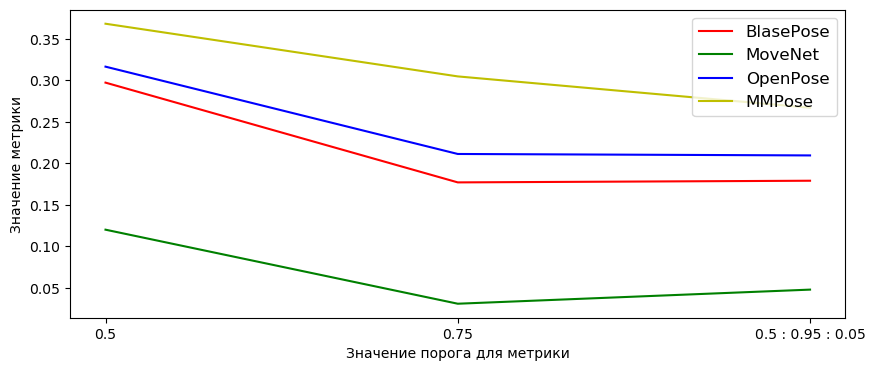 BlasePose
MoveNet
OpenPose
MMPose
Значение метрики
0.35
0.30
0.25
0.20
0.15
0.10
0.05
0.5
0.75
0.5 : 0.95 : 0.05
Значение порога для метрики